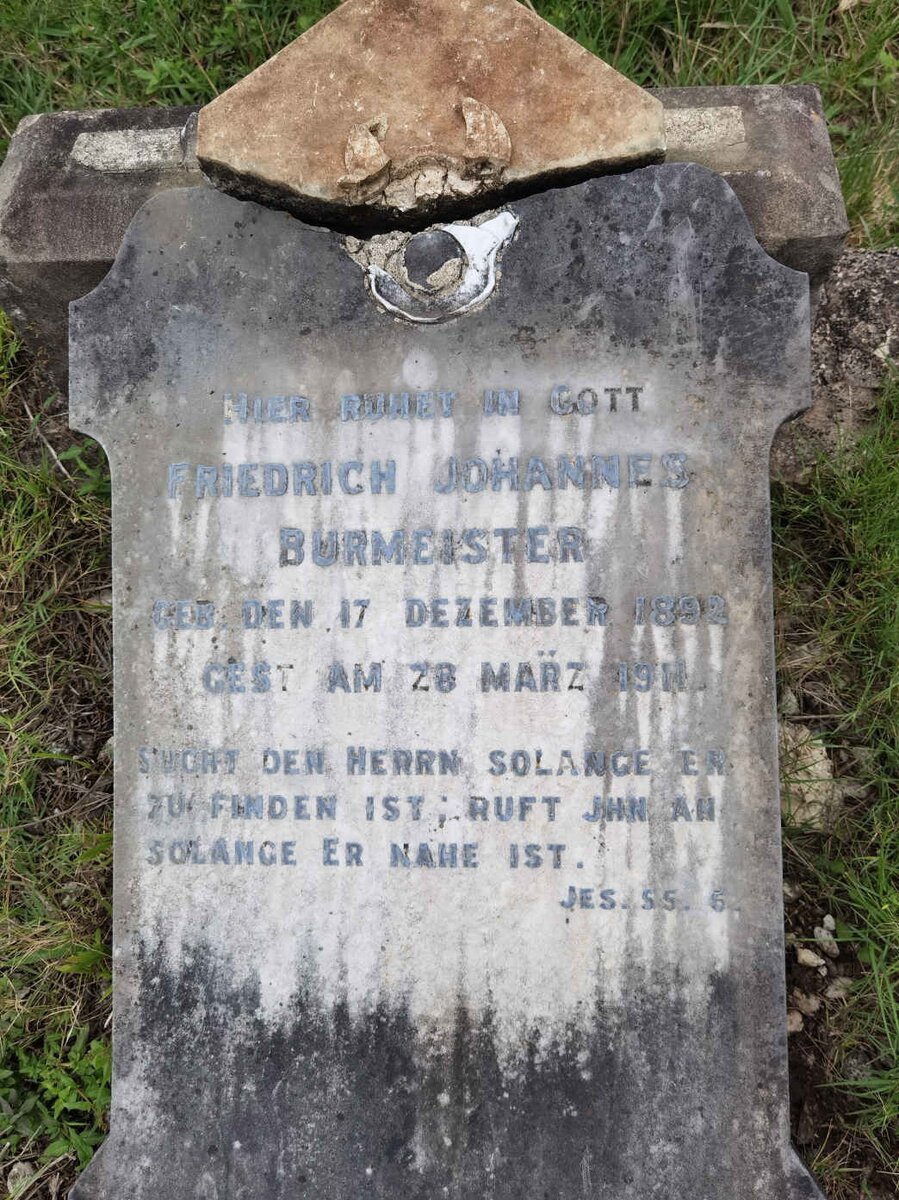 HIER RUHET IN GOTT
FRIEDRICH JOHANNES
BURMEISTER
GEB. DEN 17 DEZEMBER 1892
GEST AM 28 MÄRZ 1911.
SUCHT DEN HERRN SOLANGE ER
ZU FINDEN IST; RUFT JHN AN
SOLANGE ER NAHE IST.
JES. 55. 6.